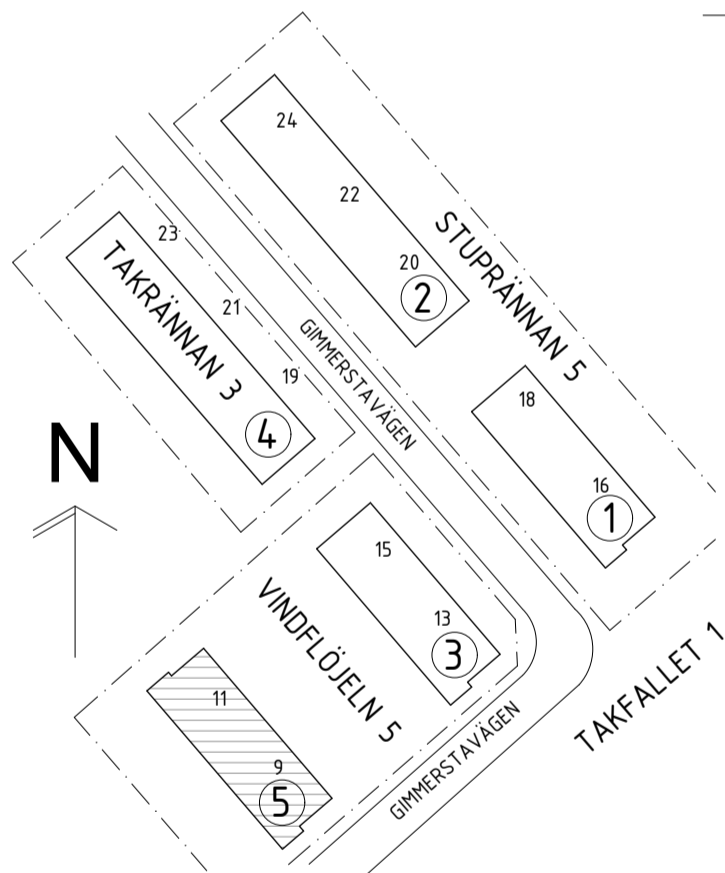 24
22
20
2
STUPRÄNNAN 5
23
21
19
TAKRÄNNAN 3
4
GIMMERSTAVÄGEN
18
16
1
N
15
13
3
VINDFLÖJELN 5
11
9
5
GIMMERSTAVÄGEN
TAKFALLET 1